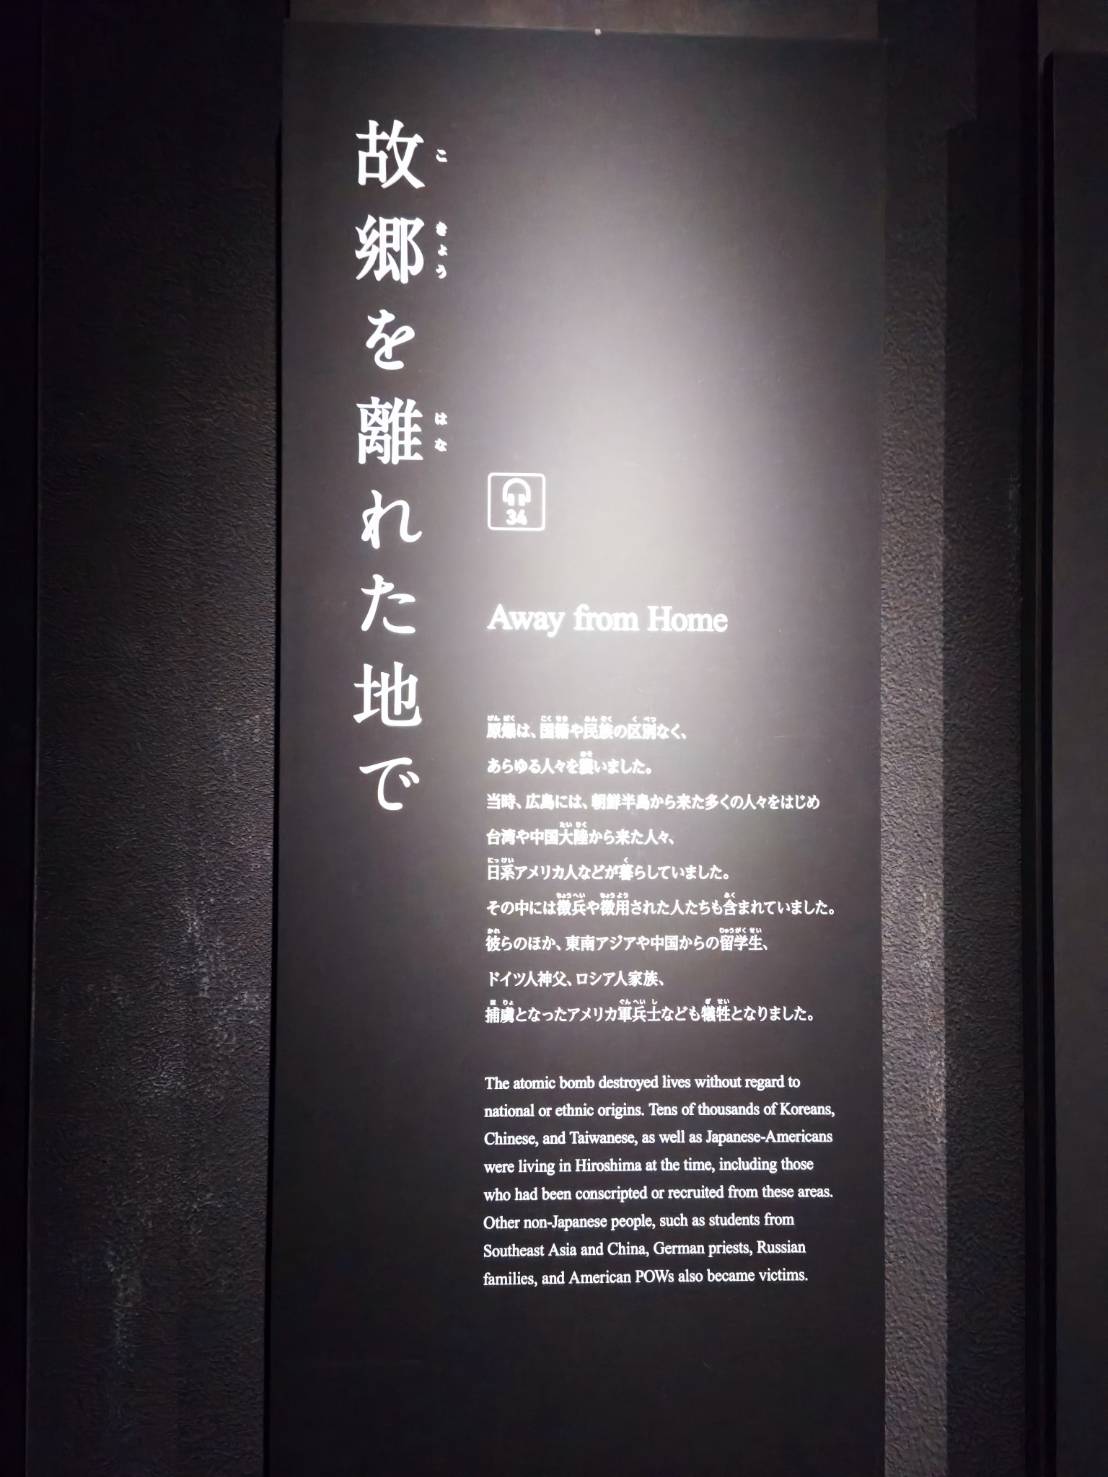 故郷を離れた地で
こきょう
はな
34
Away from Home
原爆は、国籍や民族の区別なく、
あらゆる人々を襲いました。
当時、広島には、朝鮮半島から来た多くの人々をはじめ
台湾や中国大陸から来た人々、
日系アメリカ人などが暮らしていました。
その中には徴兵や徴用された人たちも含まれていました。
彼らのほか、東南アジアや中国からの留学生、
ドイツ人神父、ロシア人家族、
捕虜となったアメリカ軍兵士なども犠牲となりました。
The atomic bomb destroyed lives without regard to
national or ethnic origins. Tens of thousands of Koreans,
Chinese, and Taiwanese, as well as Japanese-Americans
were living in Hiroshima at the time, including those
who had been conscripted or recruited from these areas.
Other non-Japanese people, such as students from
Southeast Asia and China, German priests, Russian
families, and American POWs also became victims.